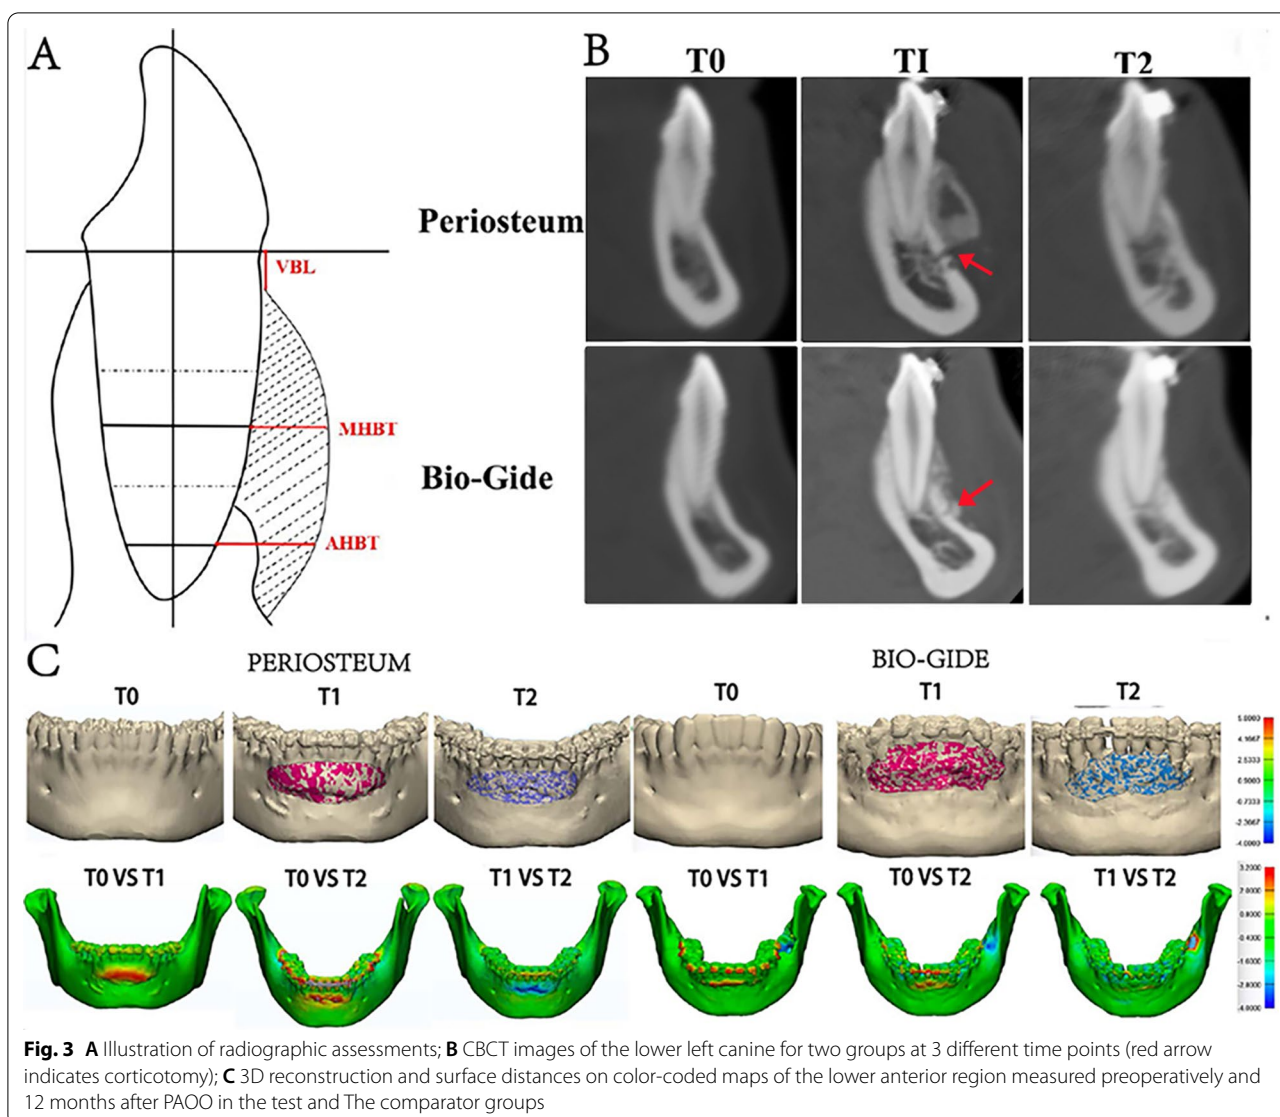 A
VBL
MHBT
AHBT
B
T0 TI T2
Periosteum
Bio-Gide
C
PERIOSTEUM
BIO-GIDE
T0 T1 T2 T0 T1 T2
T0 VS T1 T0 VS T2 T1 VS T2 T0 VS T1 T0 VS T2 T1 VS T2
Fig. 3 A Illustration of radiographic assessments; B CBCT images of the lower left canine for two groups at 3 different time points (red arrow
indicates corticotomy); C 3D reconstruction and surface distances on color-coded maps of the lower anterior region measured preoperatively and
12 months after PAOO in the test and The comparator groups